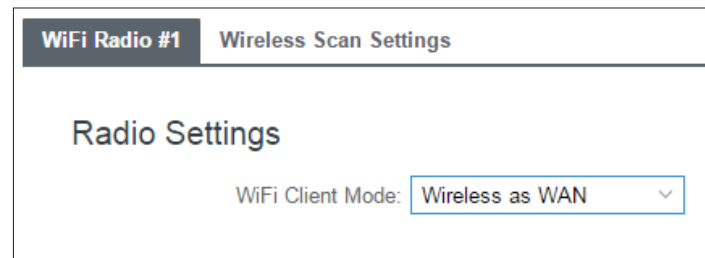 WiFi Radio #1 Wireless Scan Settings
Radio Settings
WiFi Client Mode: Wireless as WAN